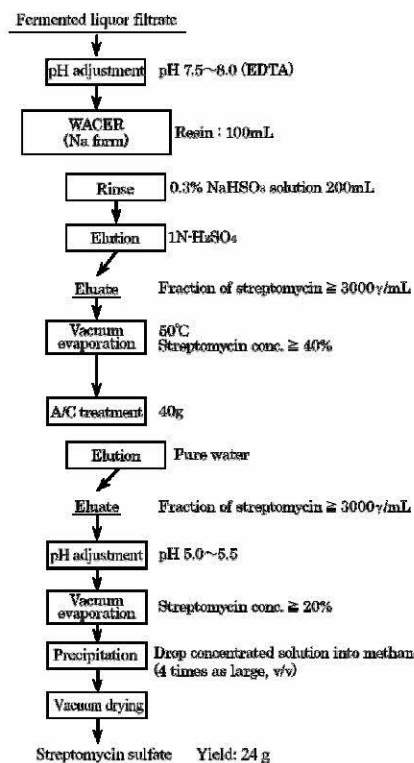 Fermented liquor filtrate
pH adjustment pH 7.5~8.0 (EDTA)
WACER
(Na form) Resin : 100mL
Rinse 0.3% NaHSO₃ solution 200mL
Elution 1N-H₂SO₄
Eluate Fraction of streptomycin ≧ 3000γ/mL
Vacuum
evaporation 50℃
Streptomycin conc. ≧ 40%
A/C treatment 40g
Elution Pure water
Eluate Fraction of streptomycin ≧ 3000γ/mL
pH adjustment pH 5.0~5.5
Vacuum
evaporation Streptomycin conc. ≧ 20%
Precipitation Drop concentrated solution into methan
(4 times as large, v/v)
Vacuum drying
Streptomycin sulfate Yield: 24 g